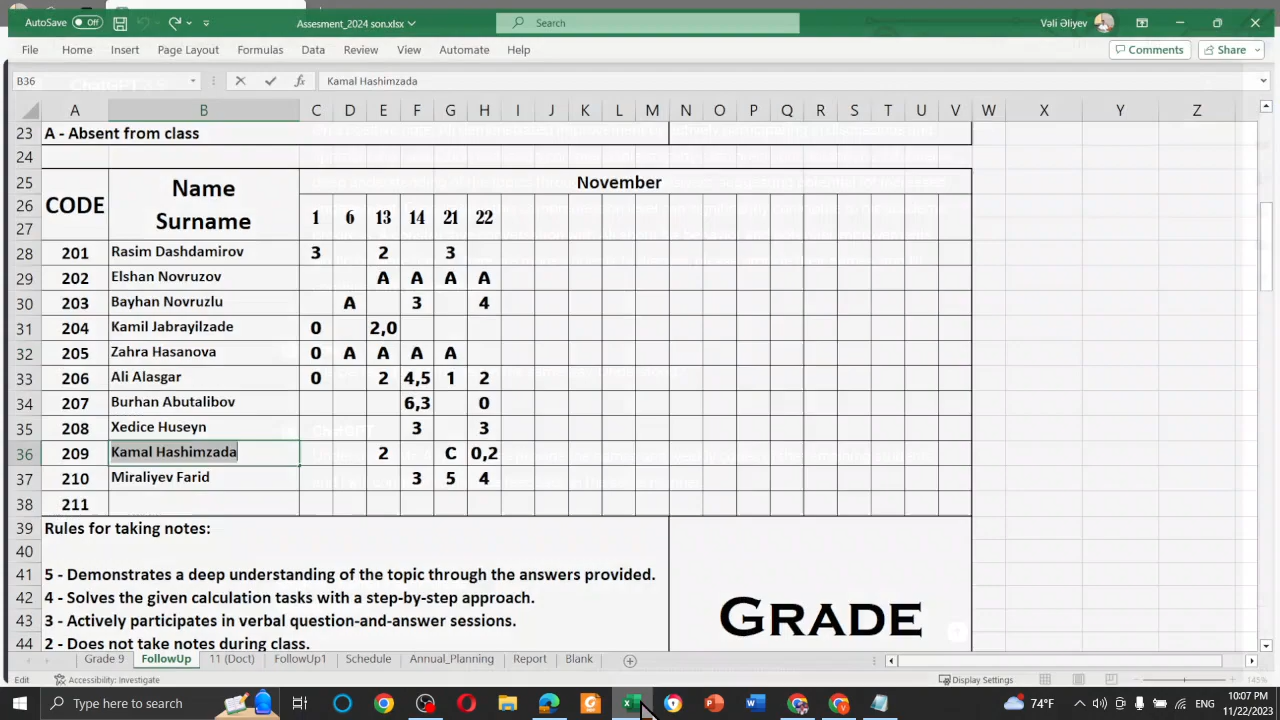 AutoSave Off Assesment_2024 son.xlsx Search Vəli Əliyev
File Home Insert Page Layout Formulas Data Review View Automate Help Comments Share
B36 fx Kamal Hashimzada
A B C D E F G H I J K L M N O P Q R S T U V W X Y Z
23 A - Absent from class
24
25 November
26 CODE Name
Surname 1 6 13 14 21 22
27
28 201 Rasim Dashdamirov 3 2 3
29 202 Elshan Novruzov A A A A
30 203 Bayhan Novruzlu A 3 4
31 204 Kamil Jabrayilzade 0 2,0
32 205 Zahra Hasanova 0 A A A A
33 206 Ali Alasgar 0 2 4,5 1 2
34 207 Burhan Abutalibov 6,3 0
35 208 Xedice Huseyn 3 3
36 209 Kamal Hashimzada 2 C 0,2
37 210 Miraliyev Farid 3 5 4
38 211
39 Rules for taking notes:
40
41 5 - Demonstrates a deep understanding of the topic through the answers provided.
42 4 - Solves the given calculation tasks with a step-by-step approach.
43 3 - Actively participates in verbal question-and-answer sessions.
GRADE
44 2 - Does not take notes during class.
Grade 9 FollowUp 11 (Doct) FollowUp1 Schedule Annual_Planning Report Blank
Edit Accessibility: Investigate Display Settings 145%
Type here to search 74°F ENG 10:07 PM
11/22/2023